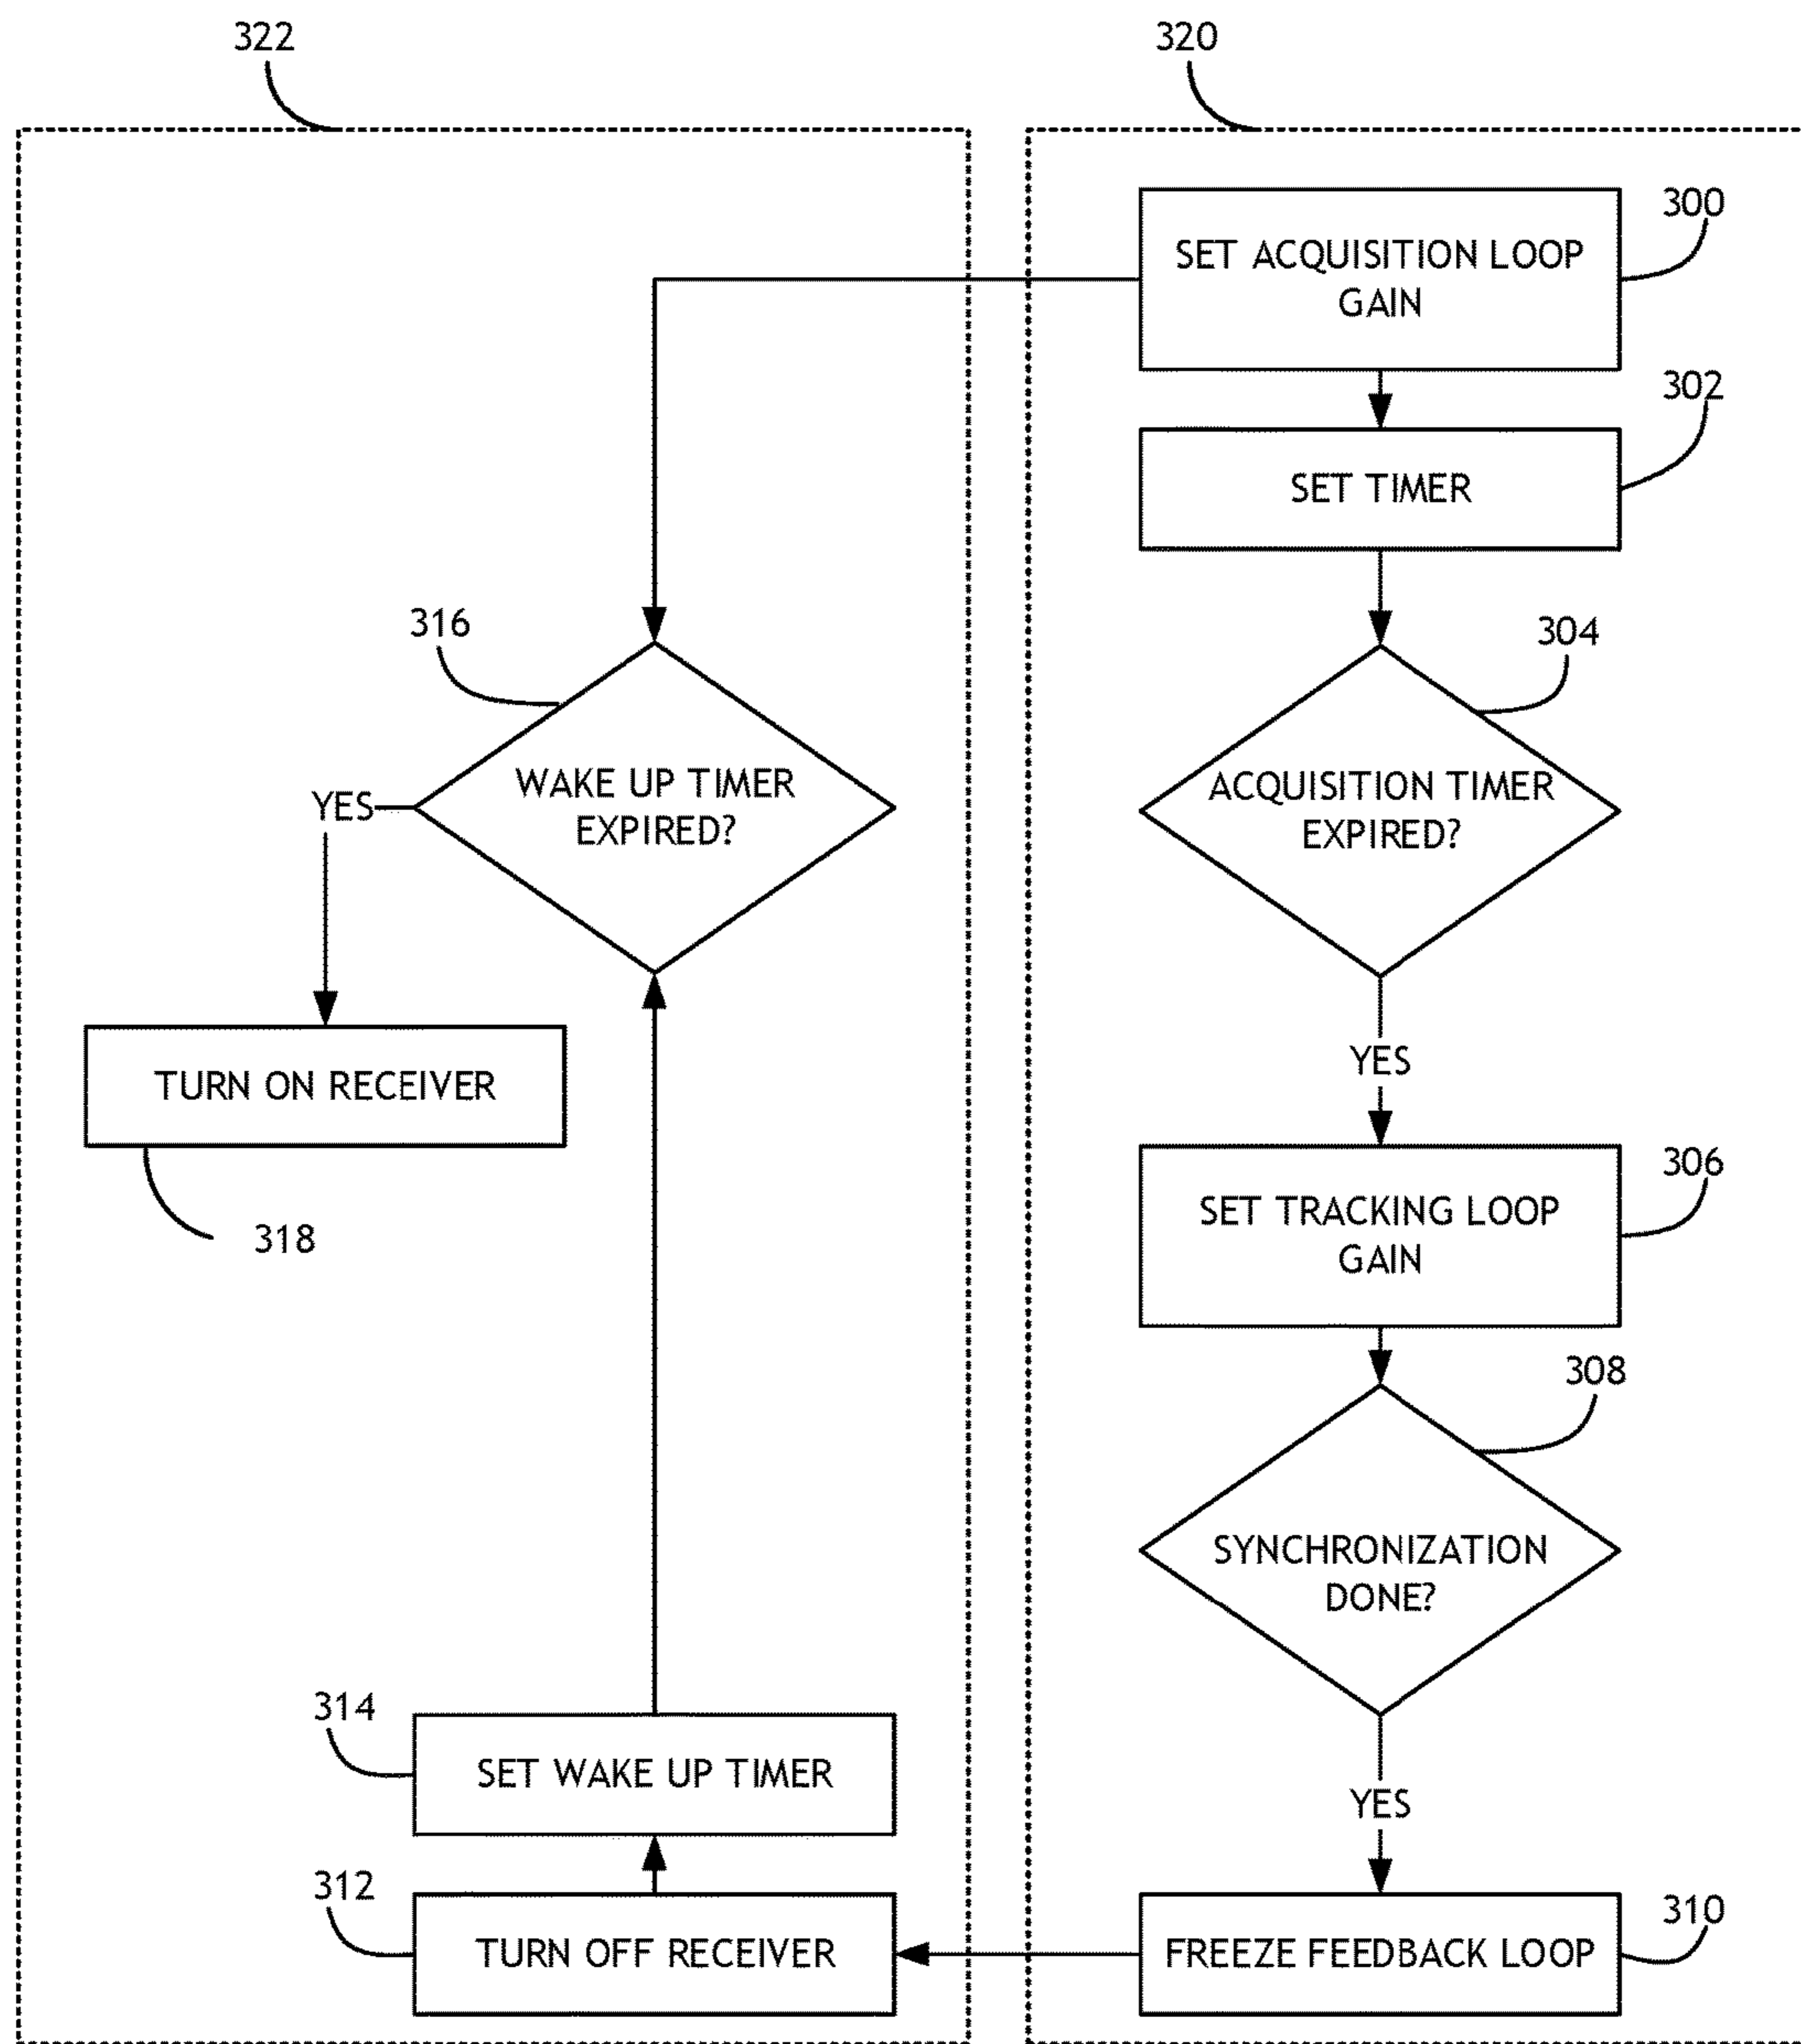 322
320
300
SET ACQUISITION LOOP
GAIN
302
SET TIMER
316
304
WAKE UP TIMER
EXPIRED?
YES
ACQUISITION TIMER
EXPIRED?
YES
TURN ON RECEIVER
318
306
SET TRACKING LOOP
GAIN
308
SYNCHRONIZATION
DONE?
YES
314
SET WAKE UP TIMER
312
TURN OFF RECEIVER
310
FREEZE FEEDBACK LOOP